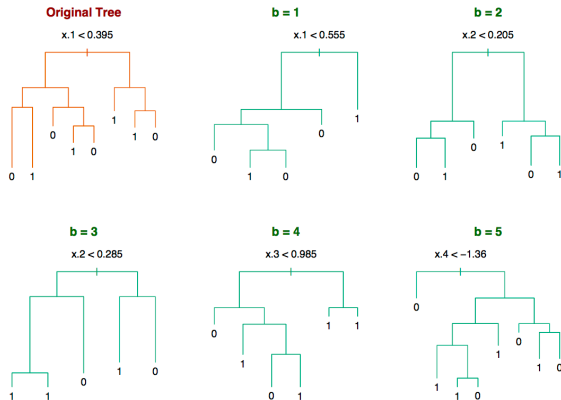 Original Tree
x.1 < 0.395
0 1
0
1 0
1
1 0
b = 1
x.1 < 0.555
0
1 0
0
1
b = 2
x.2 < 0.205
0 1
0
1
0 1
b = 3
x.2 < 0.285
1 1
0
1 0
b = 4
x.3 < 0.985
0
1
0 1
1 1
b = 5
x.4 < −1.36
0
1
1 0
1
0
1 0